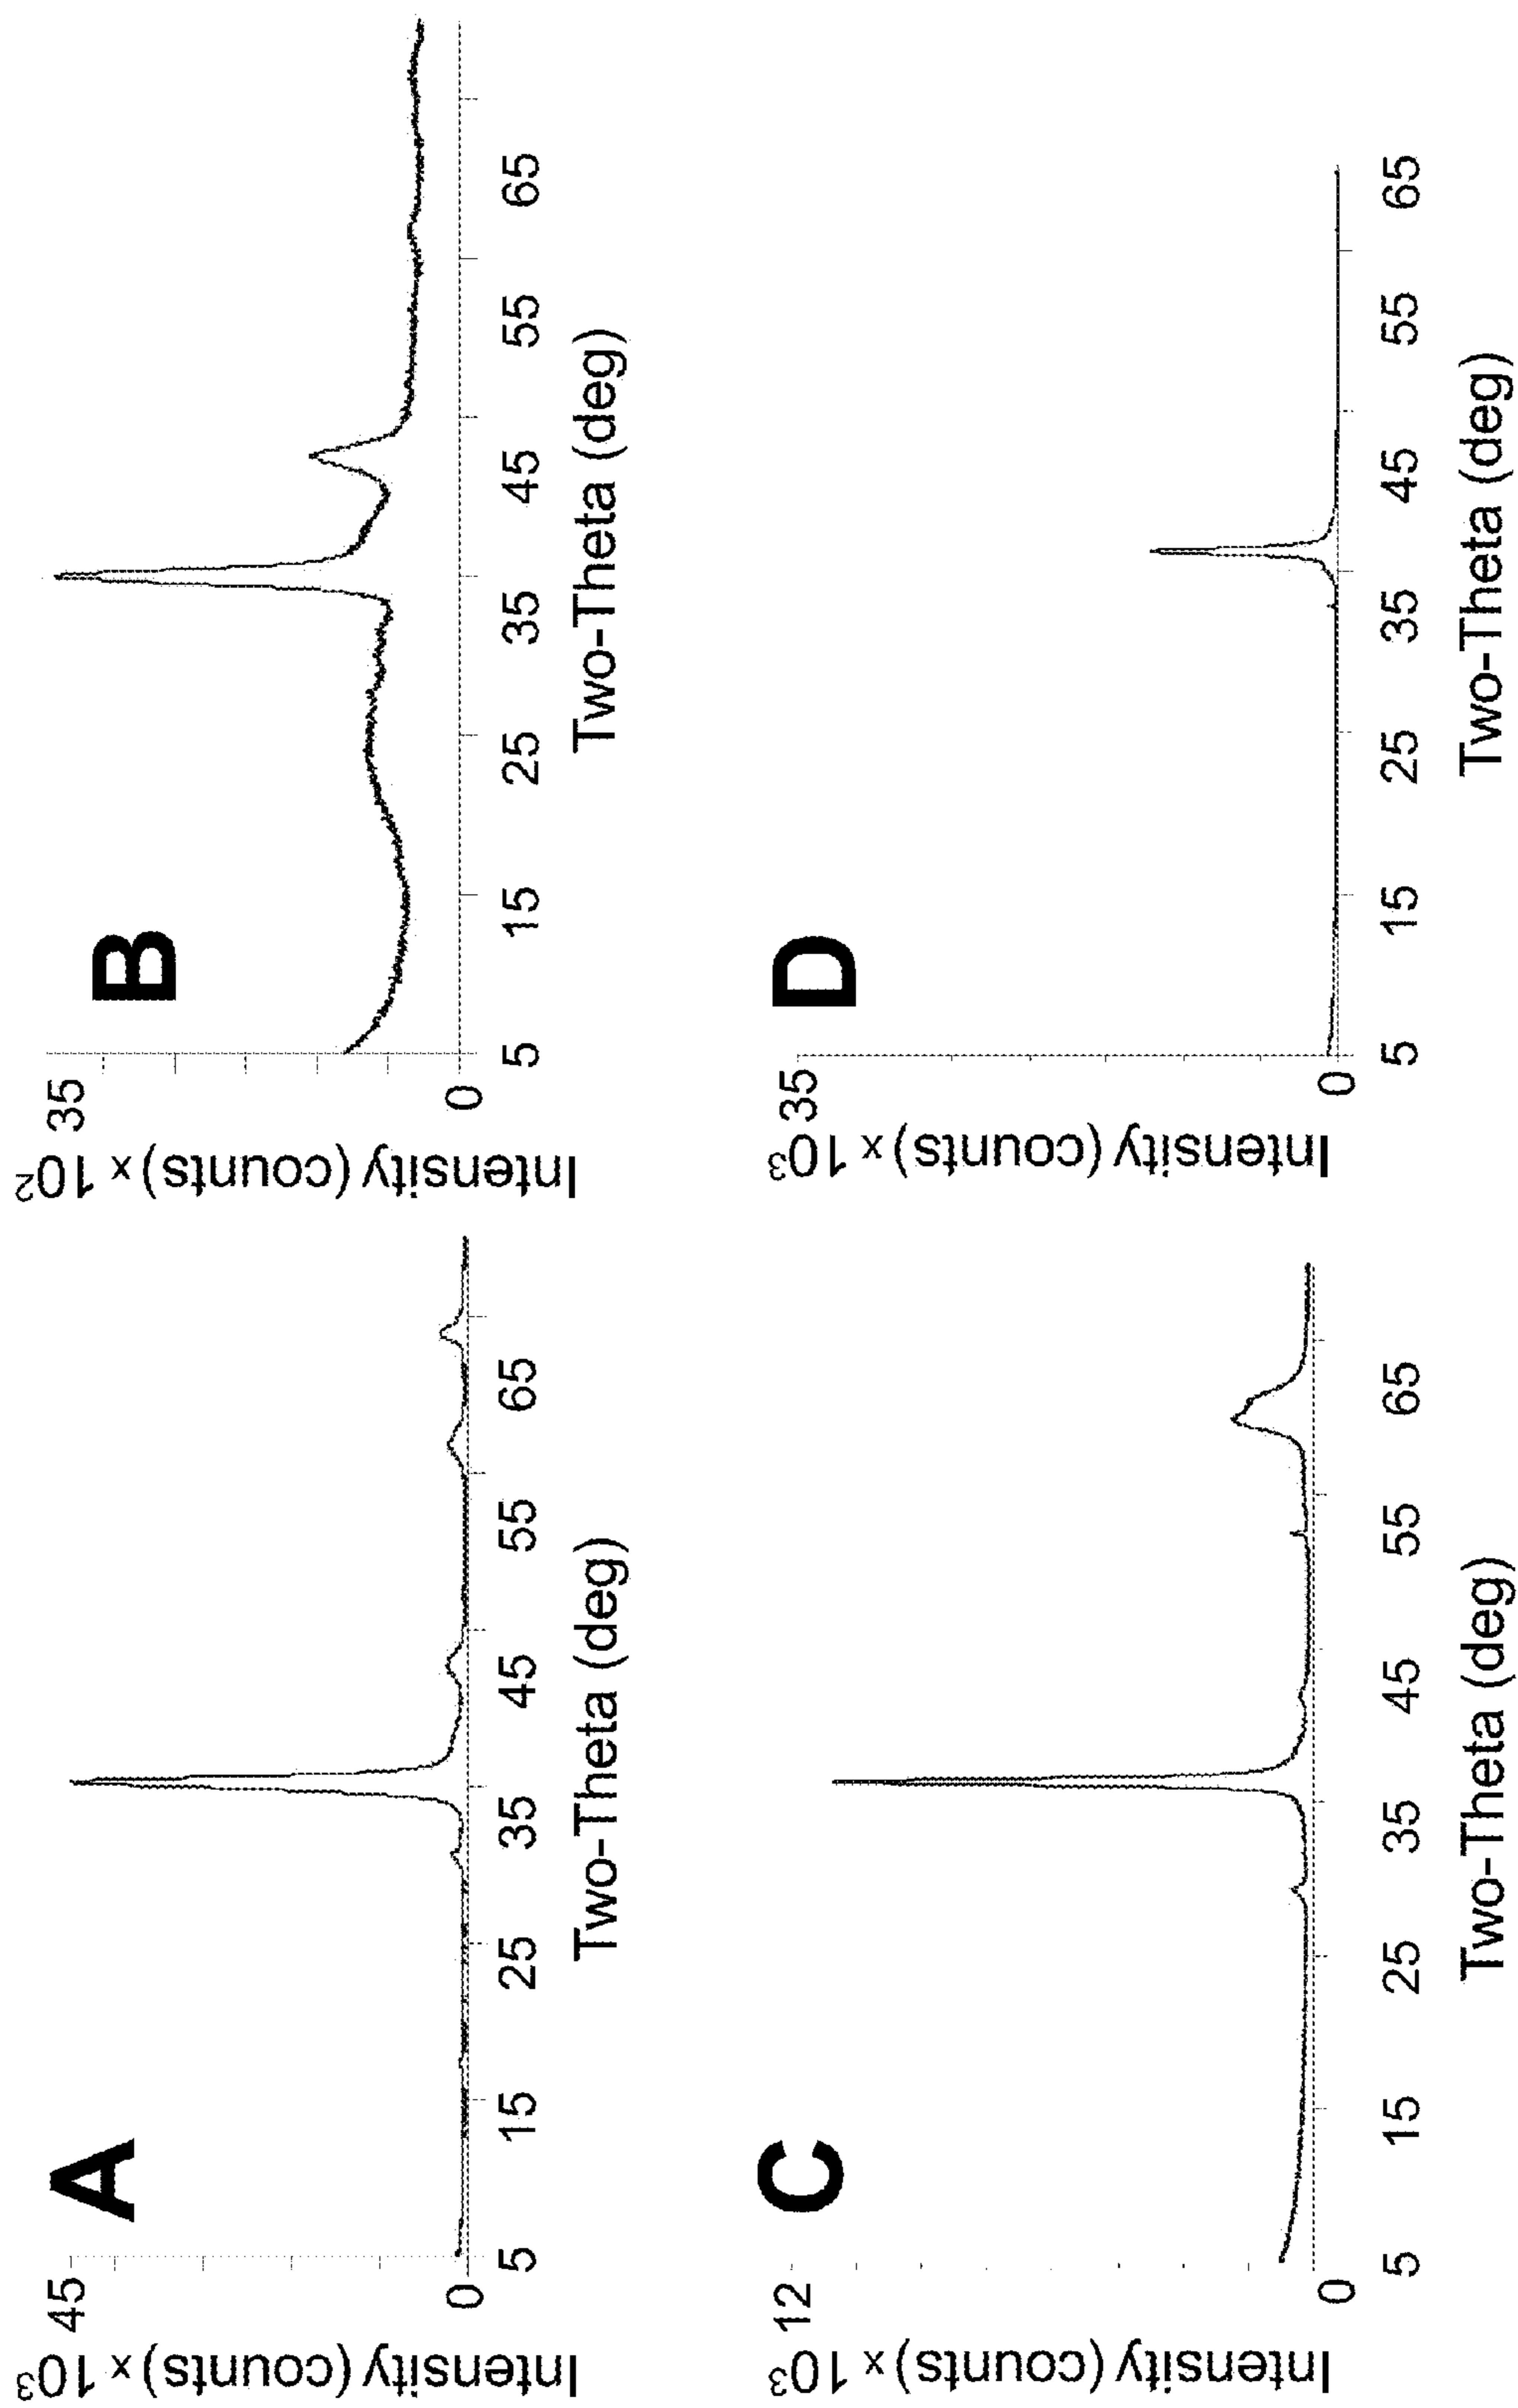 A
Intensity (counts) x 10³
45
0
5 15 25 35 45 55 65
Two-Theta (deg)
B
Intensity (counts) x 10²
35
0
5 15 25 35 45 55 65
Two-Theta (deg)
C
Intensity (counts) x 10³
12
0
5 15 25 35 45 55 65
Two-Theta (deg)
D
Intensity (counts) x 10³
35
0
5 15 25 35 45 55 65
Two-Theta (deg)